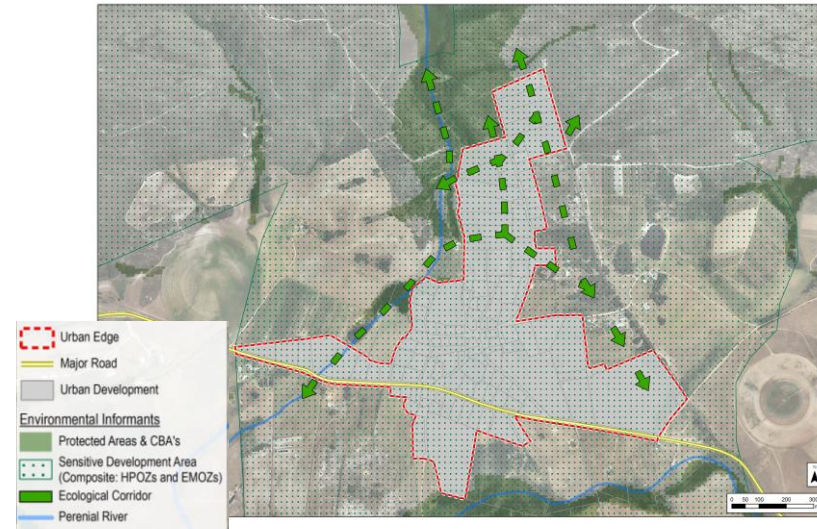 Urban Edge
Major Road
Urban Development
Environmental Informants
Protected Areas & CBA's
Sensitive Development Area
(Composite: HPOZs and EMOZs)
Ecological Corridor
Perenial River
0 50 100 200 300